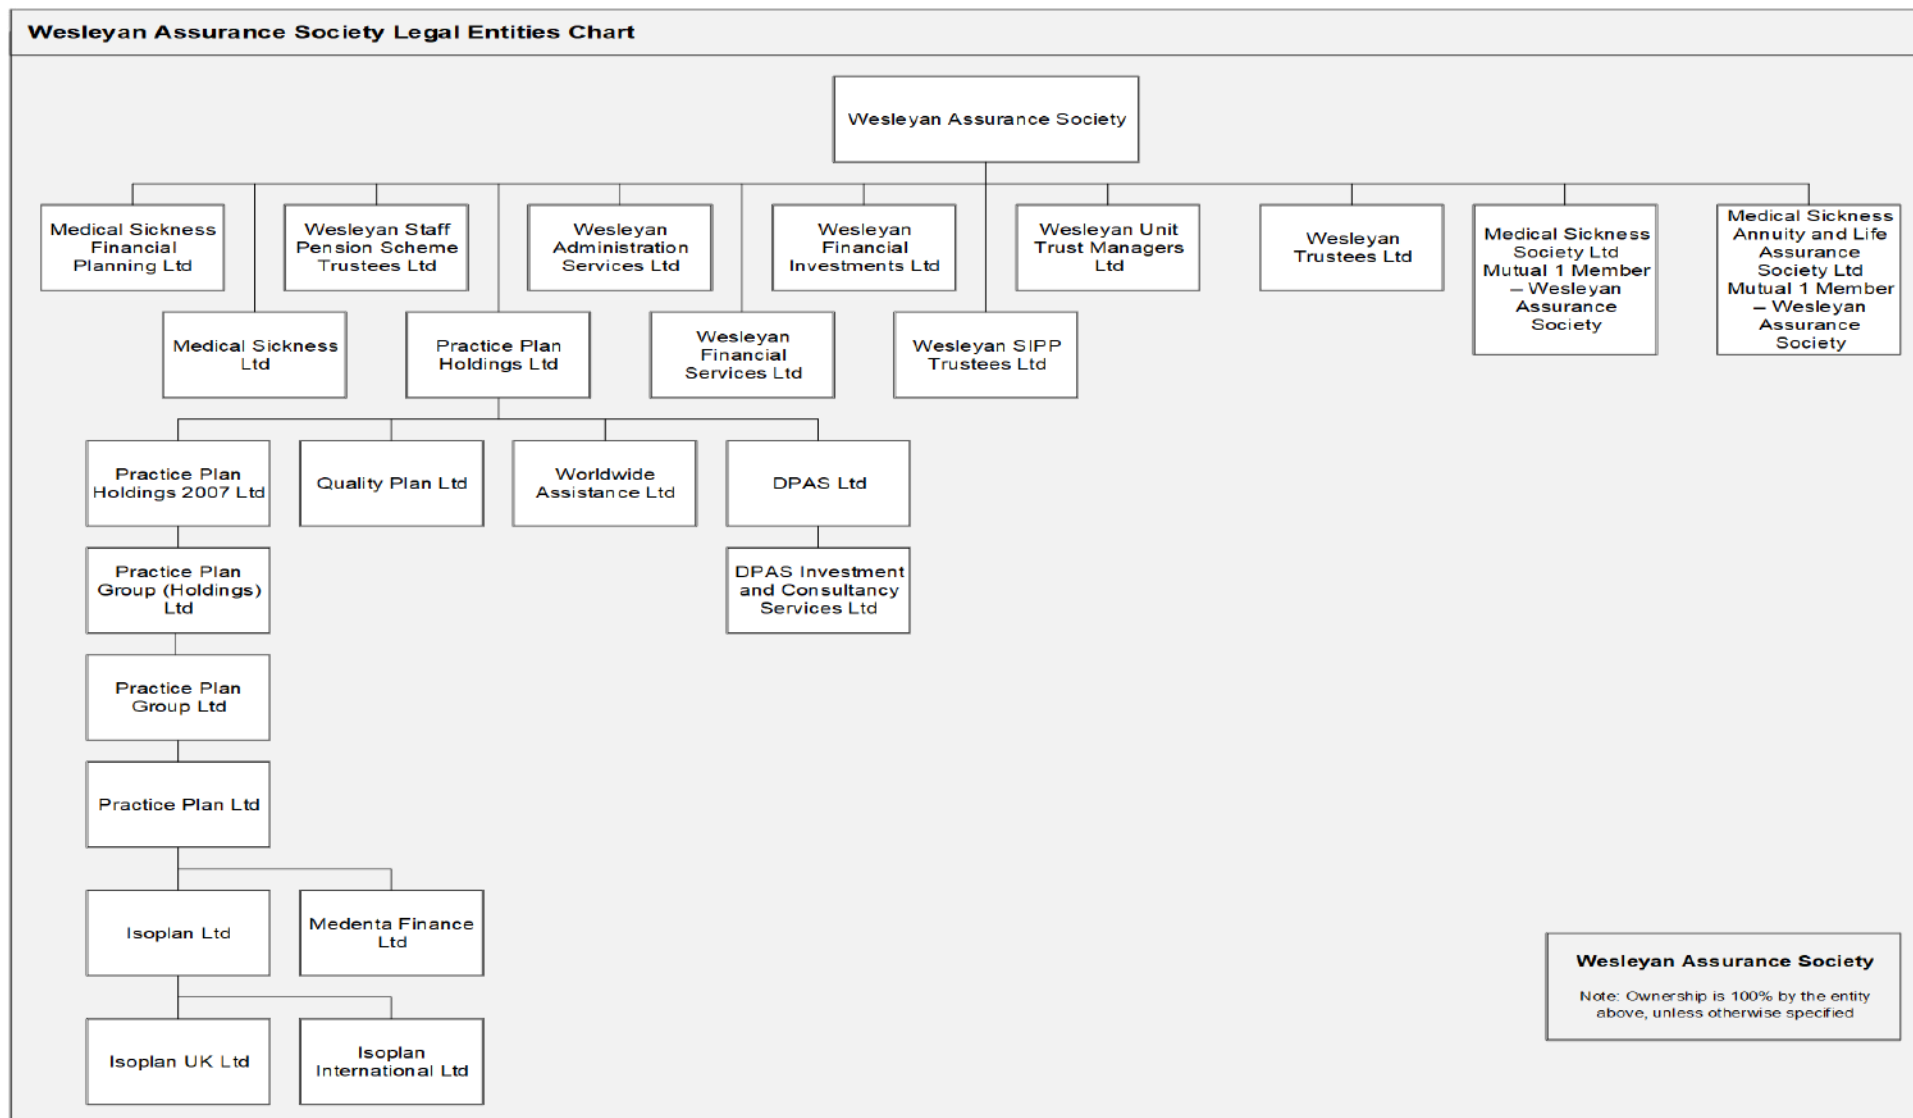 Wesleyan Assurance Society Legal Entities Chart
Wesleyan Assurance Society
Medical Sickness
Financial
Planning Ltd
Wesleyan Staff
Pension Scheme
Trustees Ltd
Wesleyan
Administration
Services Ltd
Wesleyan
Financial
Investments Ltd
Wesleyan Unit
Trust Managers
Ltd
Wesleyan
Trustees Ltd
Medical Sickness
Society Ltd
Mutual 1 Member
– Wesleyan
Assurance
Society
Medical Sickness
Annuity and Life
Assurance
Society Ltd
Mutual 1 Member
– Wesleyan
Assurance
Society
Medical Sickness
Ltd
Practice Plan
Holdings Ltd
Wesleyan
Financial
Services Ltd
Wesleyan SIPP
Trustees Ltd
Practice Plan
Holdings 2007 Ltd
Quality Plan Ltd
Worldwide
Assistance Ltd
DPAS Ltd
Practice Plan
Group (Holdings)
Ltd
DPAS Investment
and Consultancy
Services Ltd
Practice Plan
Group Ltd
Practice Plan Ltd
Isoplan Ltd
Medenta Finance
Ltd
Isoplan UK Ltd
Isoplan
International Ltd
Wesleyan Assurance Society
Note: Ownership is 100% by the entity
above, unless otherwise specified